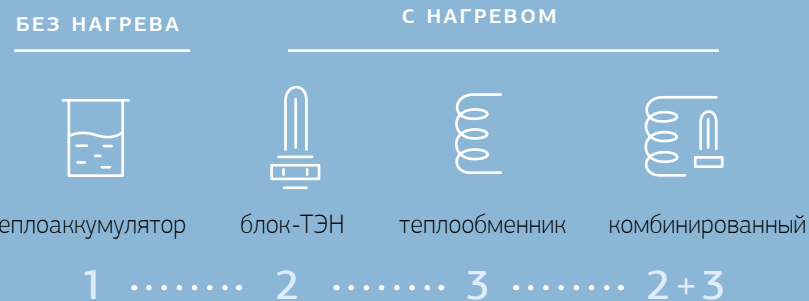 БЕЗ НАГРЕВА
С НАГРЕВОМ
еплоаккумулятор блок-ТЭН теплообменник комбинированный
1 ........ 2 ........ 3 ........ 2+3